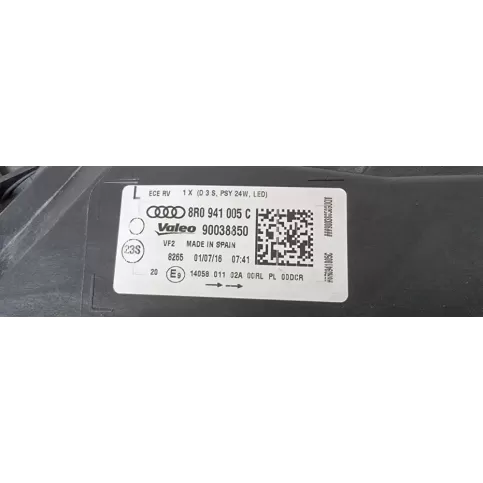 L ECE RV 1 X (D 3 S, PSY 24W, LED)
8R0 941 005 C
Valeo 90038850
23S VF2 MADE IN SPAIN
8265 01/07/16 07:41
20 E9 14058 011 02A 00RL PL 00DCR